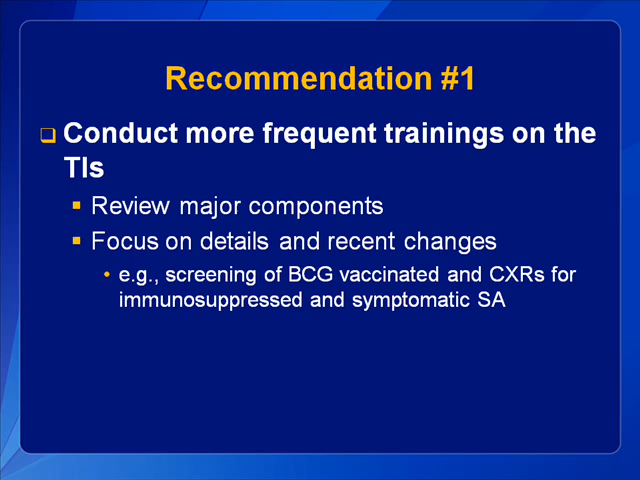 Recommendation #1
Conduct more frequent trainings on the
TIs
Review major components
Focus on details and recent changes
e.g., screening of BCG vaccinated and CXRs for
immunosuppressed and symptomatic SA